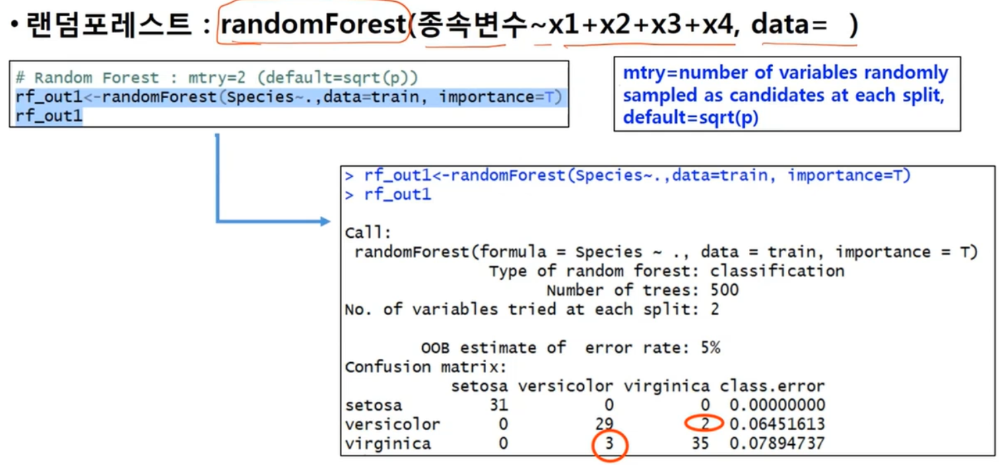 • 랜덤포레스트 : randomForest(종속변수~x1+x2+x3+x4, data= )
# Random Forest : mtry=2 (default=sqrt(p))
rf_out1<-randomForest(Species~.,data=train, importance=T)
rf_out1
mtry=number of variables randomly
sampled as candidates at each split,
default=sqrt(p)
> rf_out1<-randomForest(Species~.,data=train, importance=T)
> rf_out1
Call:
randomForest(formula = Species ~ ., data = train, importance = T)
Type of random forest: classification
Number of trees: 500
No. of variables tried at each split: 2
OOB estimate of  error rate: 5%
Confusion matrix:
setosa versicolor virginica class.error
setosa 31 0 0 0.00000000
versicolor 0 29 2 0.06451613
virginica 0 3 35 0.07894737